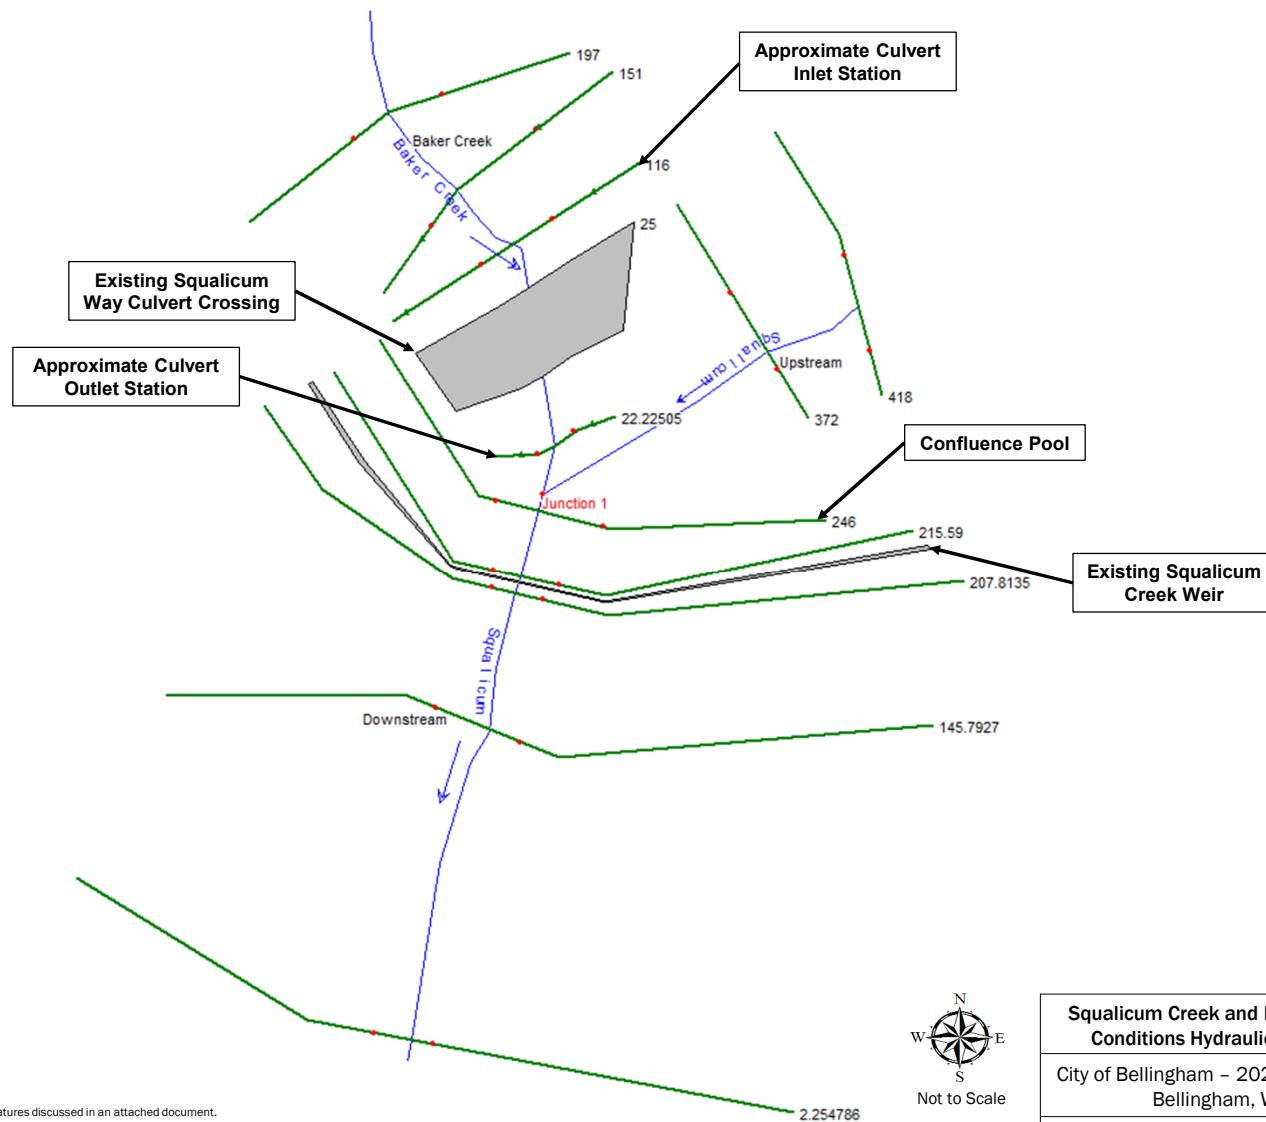 197
151
Approximate Culvert
Inlet Station
Baker Creek
Baker Creek
116
25
Existing Squalicum
Way Culvert Crossing
Squalicum
Upstream
Approximate Culvert
Outlet Station
418
372
22.22505
Confluence Pool
Junction 1
246
215.59
Existing Squalicum
Creek Weir
207.8135
Squalicum
Downstream
145.7927
N
W
E
S
Not to Scale
Squalicum Creek and
Conditions
City of Bellingham –
Bellingham,
discussed in an attached document.
2.254786